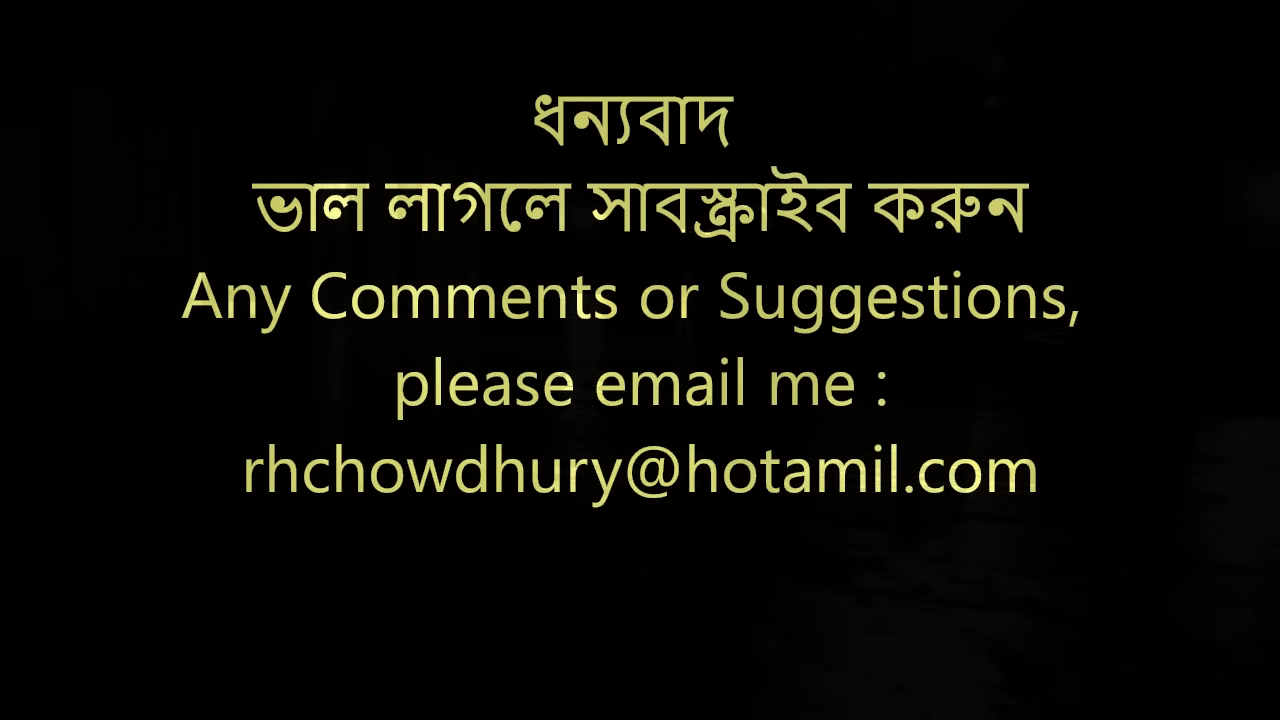 ধন্যবাদ
ভাল লাগলে সাবস্ক্রাইব করুন
Any Comments or Suggestions,
please email me :
rhchowdhury@hotamil.com